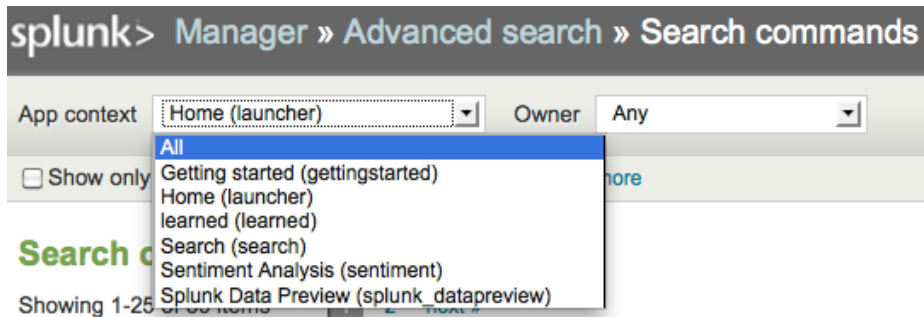 splunk> Manager » Advanced search » Search commands
App context Home (launcher) Owner Any
All
Show only Getting started (gettingstarted) more
Home (launcher)
learned (learned)
Search Search (search)
Sentiment Analysis (sentiment)
Showing 1-25 Splunk Data Preview (splunk_datapreview) 2 next »